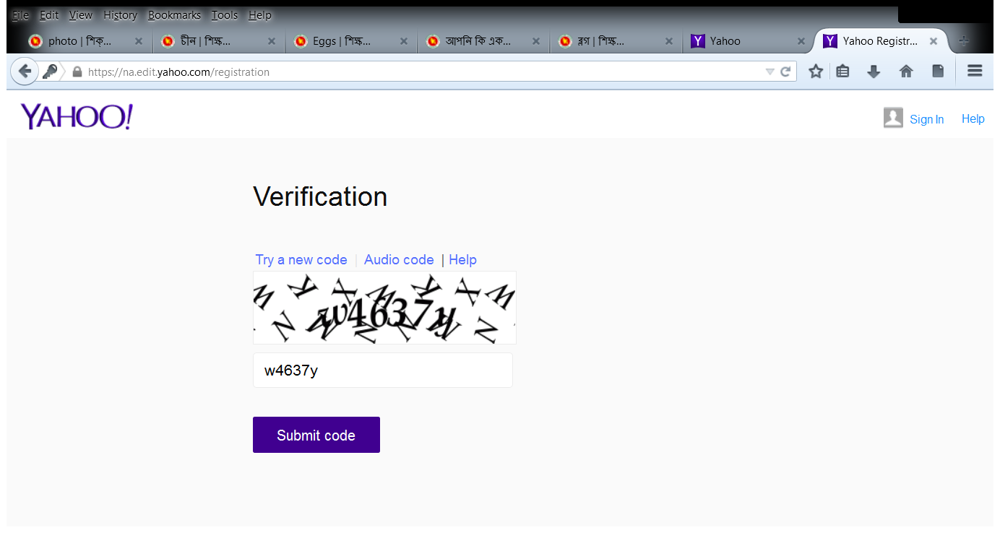 File Edit View History Bookmarks Tools Help
photo | শিক্... চীন | শিক্ষ... Eggs | শিক্ষ... আপনি কি এক... ব্লগ | শিক্ষ... Yahoo Yahoo Registr...
https://na.edit.yahoo.com/registration
YAHOO! Sign In Help
Verification
Try a new code | Audio code | Help
w4637y
w4637y
Submit code